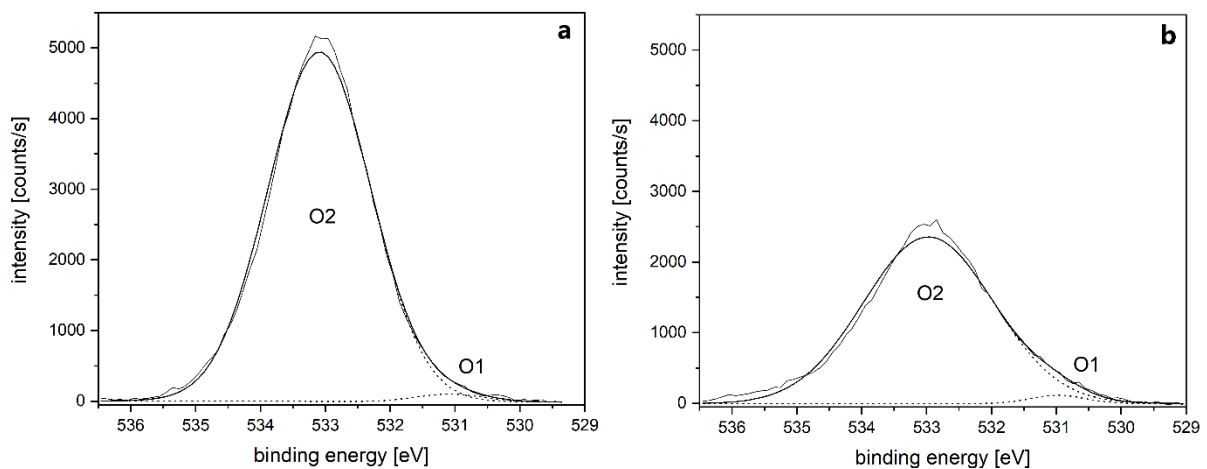 a
5000
4000
3000
2000
1000
0
O2
O1
536 535 534 533 532 531 530 529
intensity [counts/s]
binding energy [eV]
b
5000
4000
3000
2000
1000
0
O2
O1
536 535 534 533 532 531 530 529
intensity [counts/s]
binding energy [eV]